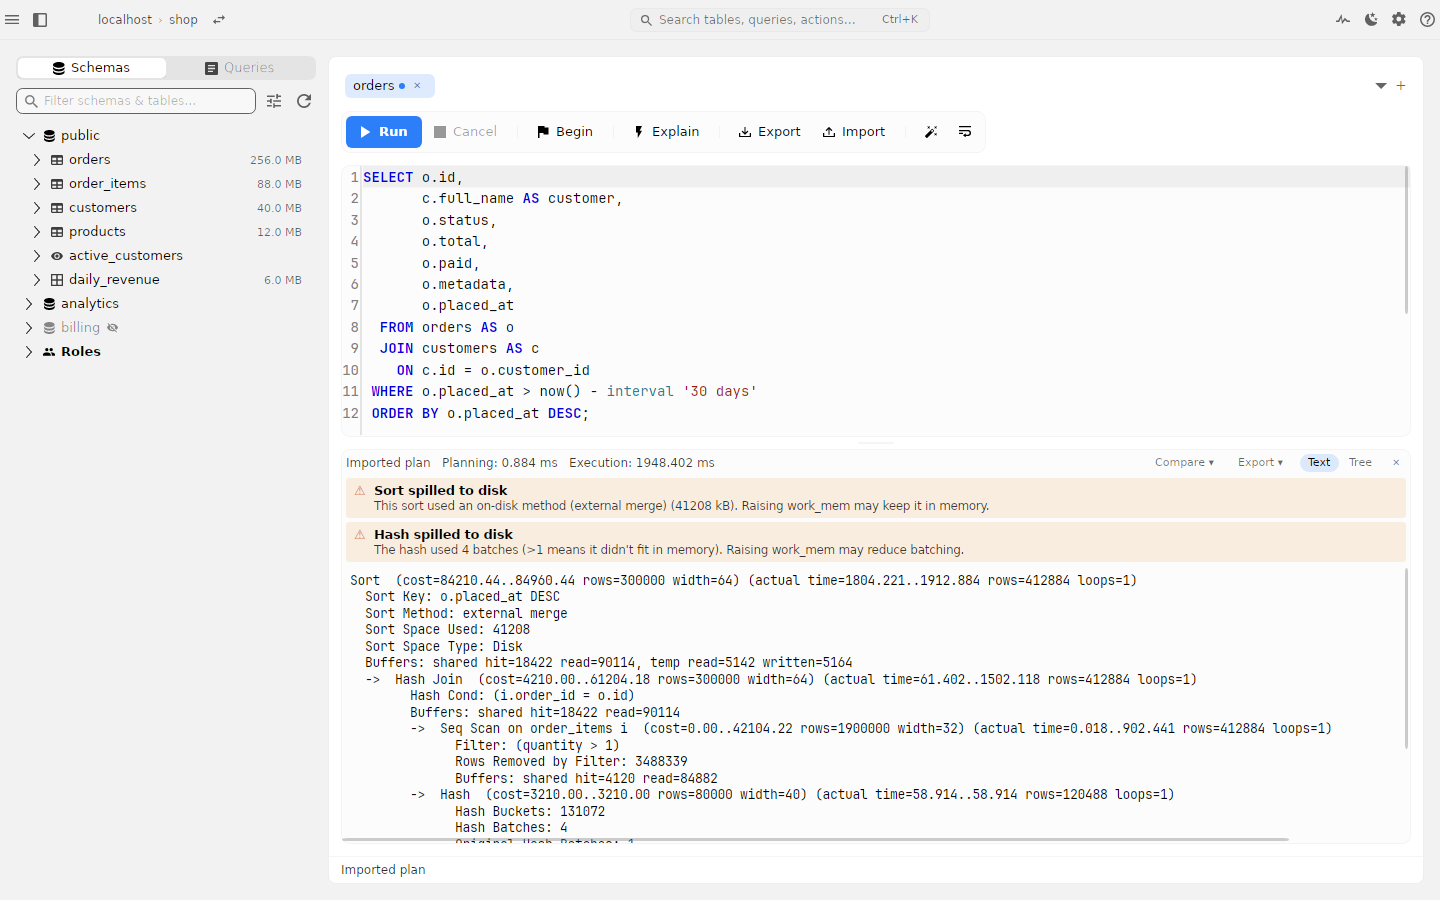 localhost › shop
Search tables, queries, actions... Ctrl+K
Schemas
Queries
Filter schemas & tables...
public
orders 256.0 MB
order_items 88.0 MB
customers 40.0 MB
products 12.0 MB
active_customers
daily_revenue 6.0 MB
analytics
billing
Roles
orders ×
+
Run
Cancel
Begin
Explain
Export
Import
1 SELECT o.id,
2 c.full_name AS customer,
3 o.status,
4 o.total,
5 o.paid,
6 o.metadata,
7 o.placed_at
8 FROM orders AS o
9 JOIN customers AS c
10 ON c.id = o.customer_id
11 WHERE o.placed_at > now() - interval '30 days'
12 ORDER BY o.placed_at DESC;
Imported plan Planning: 0.884 ms Execution: 1948.402 ms
Compare ▾ Export ▾ Text Tree ×
⚠ Sort spilled to disk
This sort used an on-disk method (external merge) (41208 kB). Raising work_mem may keep it in memory.
⚠ Hash spilled to disk
The hash used 4 batches (>1 means it didn't fit in memory). Raising work_mem may reduce batching.
Sort (cost=84210.44..84960.44 rows=300000 width=64) (actual time=1804.221..1912.884 rows=412884 loops=1)
Sort Key: o.placed_at DESC
Sort Method: external merge
Sort Space Used: 41208
Sort Space Type: Disk
Buffers: shared hit=18422 read=90114, temp read=5142 written=5164
-> Hash Join (cost=4210.00..61204.18 rows=300000 width=64) (actual time=61.402..1502.118 rows=412884 loops=1)
Hash Cond: (i.order_id = o.id)
Buffers: shared hit=18422 read=90114
-> Seq Scan on order_items i (cost=0.00..42104.22 rows=1900000 width=32) (actual time=0.018..902.441 rows=412884 loops=1)
Filter: (quantity > 1)
Rows Removed by Filter: 3488339
Buffers: shared hit=4120 read=84882
-> Hash (cost=3210.00..3210.00 rows=80000 width=40) (actual time=58.914..58.914 rows=120488 loops=1)
Hash Buckets: 131072
Hash Batches: 4
Original Hash Batches: 1
Imported plan